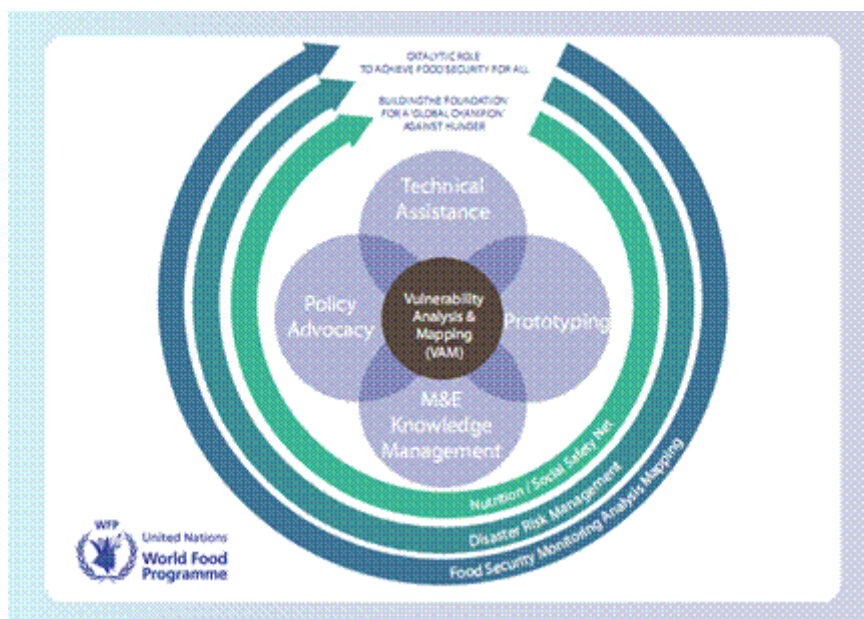 CATALYTIC ROLE
TO ACHIEVE FOOD SECURITY FOR ALL
BUILDING THE FOUNDATION
FOR A 'GLOBAL CHAMPION'
AGAINST HUNGER
Technical
Assistance
Policy
Advocacy
Vulnerability
Analysis &
Mapping
(VAM)
Prototyping
M&E
Knowledge
Management
Nutrition / Social Safety Net
Disaster Risk Management
Food Security Monitoring Analysis Mapping
WFP
United Nations
World Food
Programme